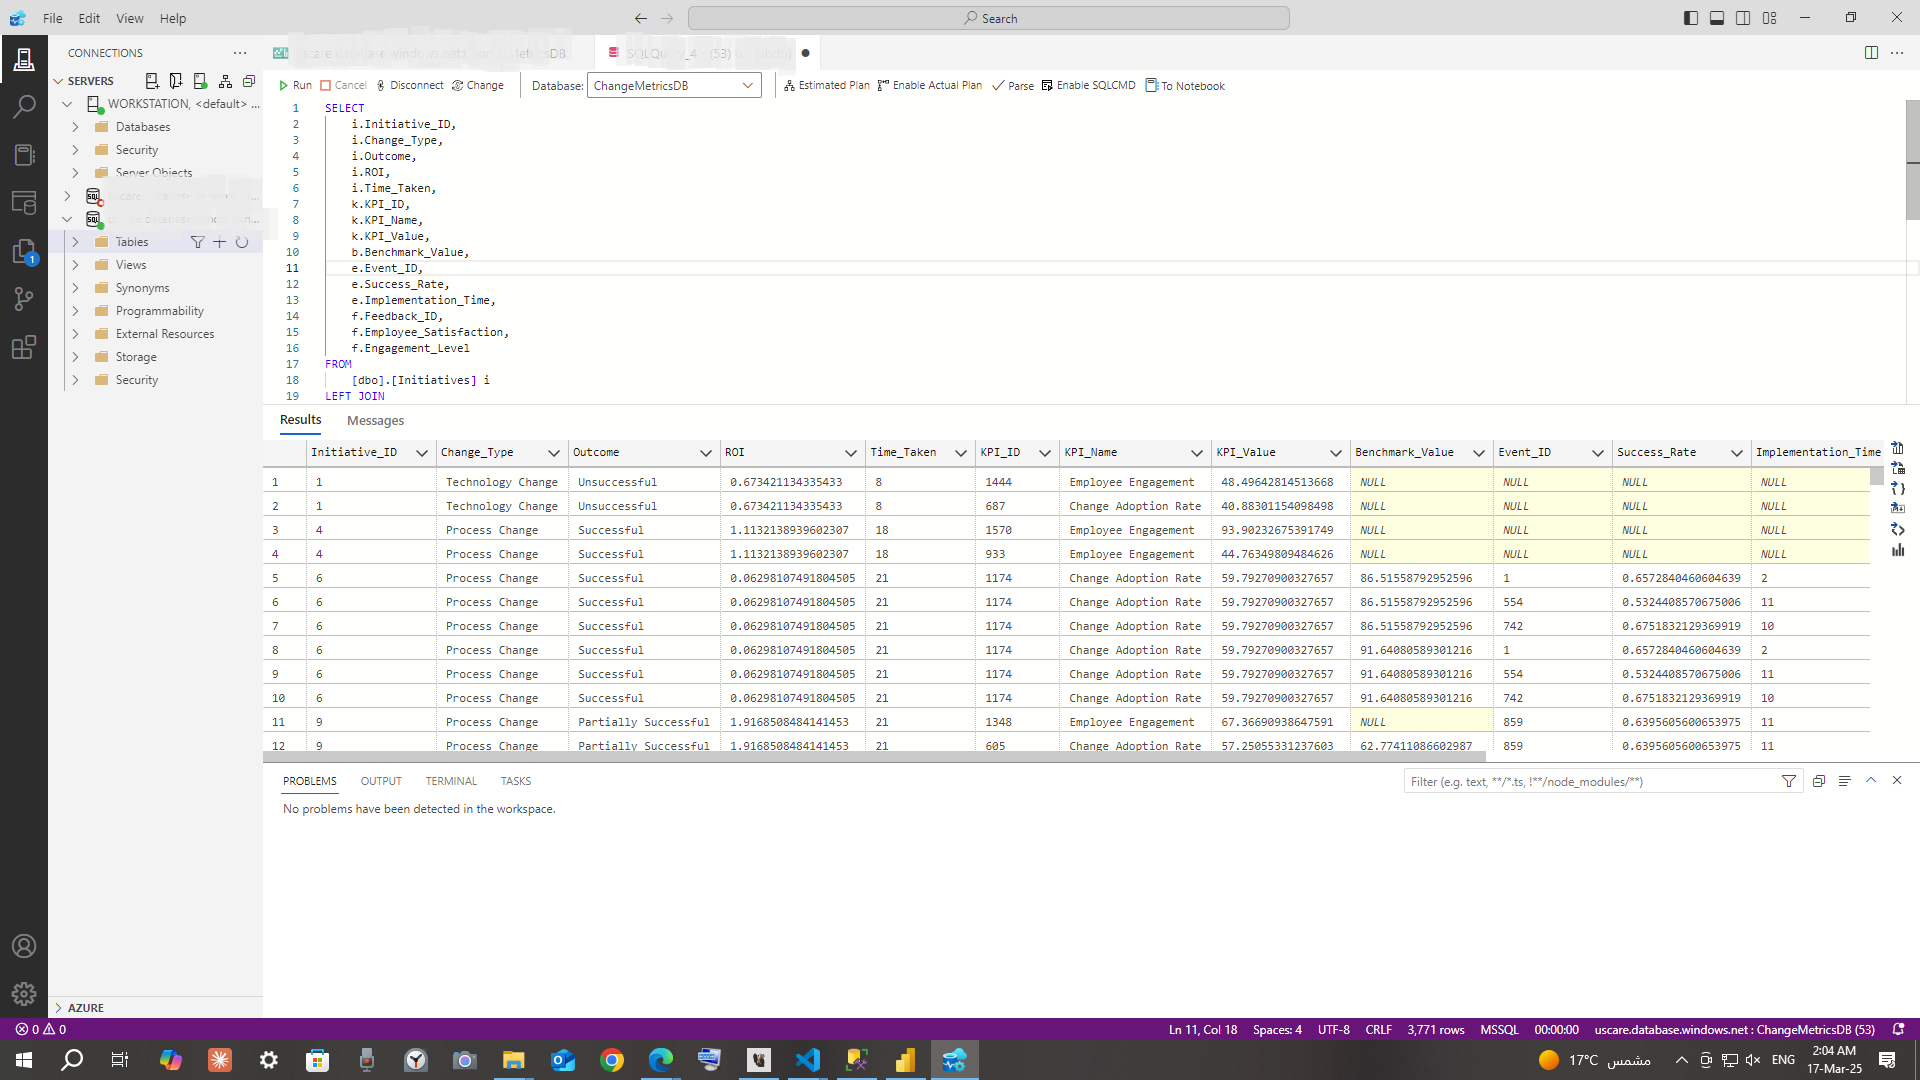 File Edit View Help
Search
CONNECTIONS
SERVERS
WORKSTATION, <default> ...
Databases
Security
Server Objects
Tables
Views
Synonyms
Programmability
External Resources
Storage
Security
AZURE
MetricsDB
SQLQuery_4 - (53)
Run Cancel Disconnect Change Database: ChangeMetricsDB Estimated Plan Enable Actual Plan Parse Enable SQLCMD To Notebook
1 SELECT
2 i.Initiative_ID,
3 i.Change_Type,
4 i.Outcome,
5 i.ROI,
6 i.Time_Taken,
7 k.KPI_ID,
8 k.KPI_Name,
9 k.KPI_Value,
10 b.Benchmark_Value,
11 e.Event_ID,
12 e.Success_Rate,
13 e.Implementation_Time,
14 f.Feedback_ID,
15 f.Employee_Satisfaction,
16 f.Engagement_Level
17 FROM
18 [dbo].[Initiatives] i
19 LEFT JOIN
Results Messages
Initiative_ID Change_Type Outcome ROI Time_Taken KPI_ID KPI_Name KPI_Value Benchmark_Value Event_ID Success_Rate Implementation_Time
1 1 Technology Change Unsuccessful 0.673421134335433 8 1444 Employee Engagement 48.49642814513668 NULL NULL NULL NULL
2 1 Technology Change Unsuccessful 0.673421134335433 8 687 Change Adoption Rate 40.88301154098498 NULL NULL NULL NULL
3 4 Process Change Successful 1.1132138939602307 18 1570 Employee Engagement 93.90232675391749 NULL NULL NULL NULL
4 4 Process Change Successful 1.1132138939602307 18 933 Employee Engagement 44.76349809484626 NULL NULL NULL NULL
5 6 Process Change Successful 0.06298107491804505 21 1174 Change Adoption Rate 59.79270900327657 86.51558792952596 1 0.6572840460604639 2
6 6 Process Change Successful 0.06298107491804505 21 1174 Change Adoption Rate 59.79270900327657 86.51558792952596 554 0.5324408570675006 11
7 6 Process Change Successful 0.06298107491804505 21 1174 Change Adoption Rate 59.79270900327657 86.51558792952596 742 0.6751832129369919 10
8 6 Process Change Successful 0.06298107491804505 21 1174 Change Adoption Rate 59.79270900327657 91.64080589301216 1 0.6572840460604639 2
9 6 Process Change Successful 0.06298107491804505 21 1174 Change Adoption Rate 59.79270900327657 91.64080589301216 554 0.5324408570675006 11
10 6 Process Change Successful 0.06298107491804505 21 1174 Change Adoption Rate 59.79270900327657 91.64080589301216 742 0.6751832129369919 10
11 9 Process Change Partially Successful 1.9168508484141453 21 1348 Employee Engagement 67.36690938647591 NULL 859 0.6395605600653975 11
12 9 Process Change Partially Successful 1.9168508484141453 21 605 Change Adoption Rate 57.25055331237603 62.77411086602987 859 0.6395605600653975 11
PROBLEMS OUTPUT TERMINAL TASKS
Filter (e.g. text, **/*.ts, !**/node_modules/**)
No problems have been detected in the workspace.
0 0 Ln 11, Col 18 Spaces: 4 UTF-8 CRLF 3,771 rows MSSQL 00:00:00 uscare.database.windows.net : ChangeMetricsDB (53)
1
17°C مشمس ENG 2:04 AM
17-Mar-25